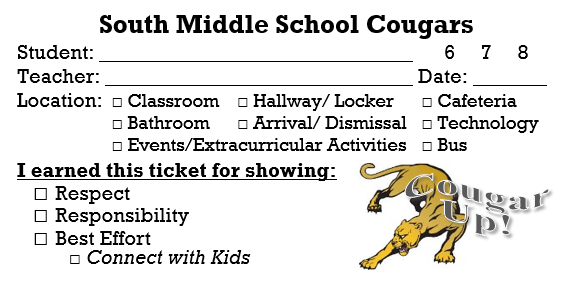 South Middle School Cougars
Student: ______________________________ 6 7 8
Teacher: ______________________________ Date: _______
Location: □ Classroom □ Hallway/ Locker □ Cafeteria
□ Bathroom □ Arrival/ Dismissal □ Technology
□ Events/Extracurricular Activities □ Bus
I earned this ticket for showing:
□ Respect
□ Responsibility
□ Best Effort
□ Connect with Kids
Cougar
Up!